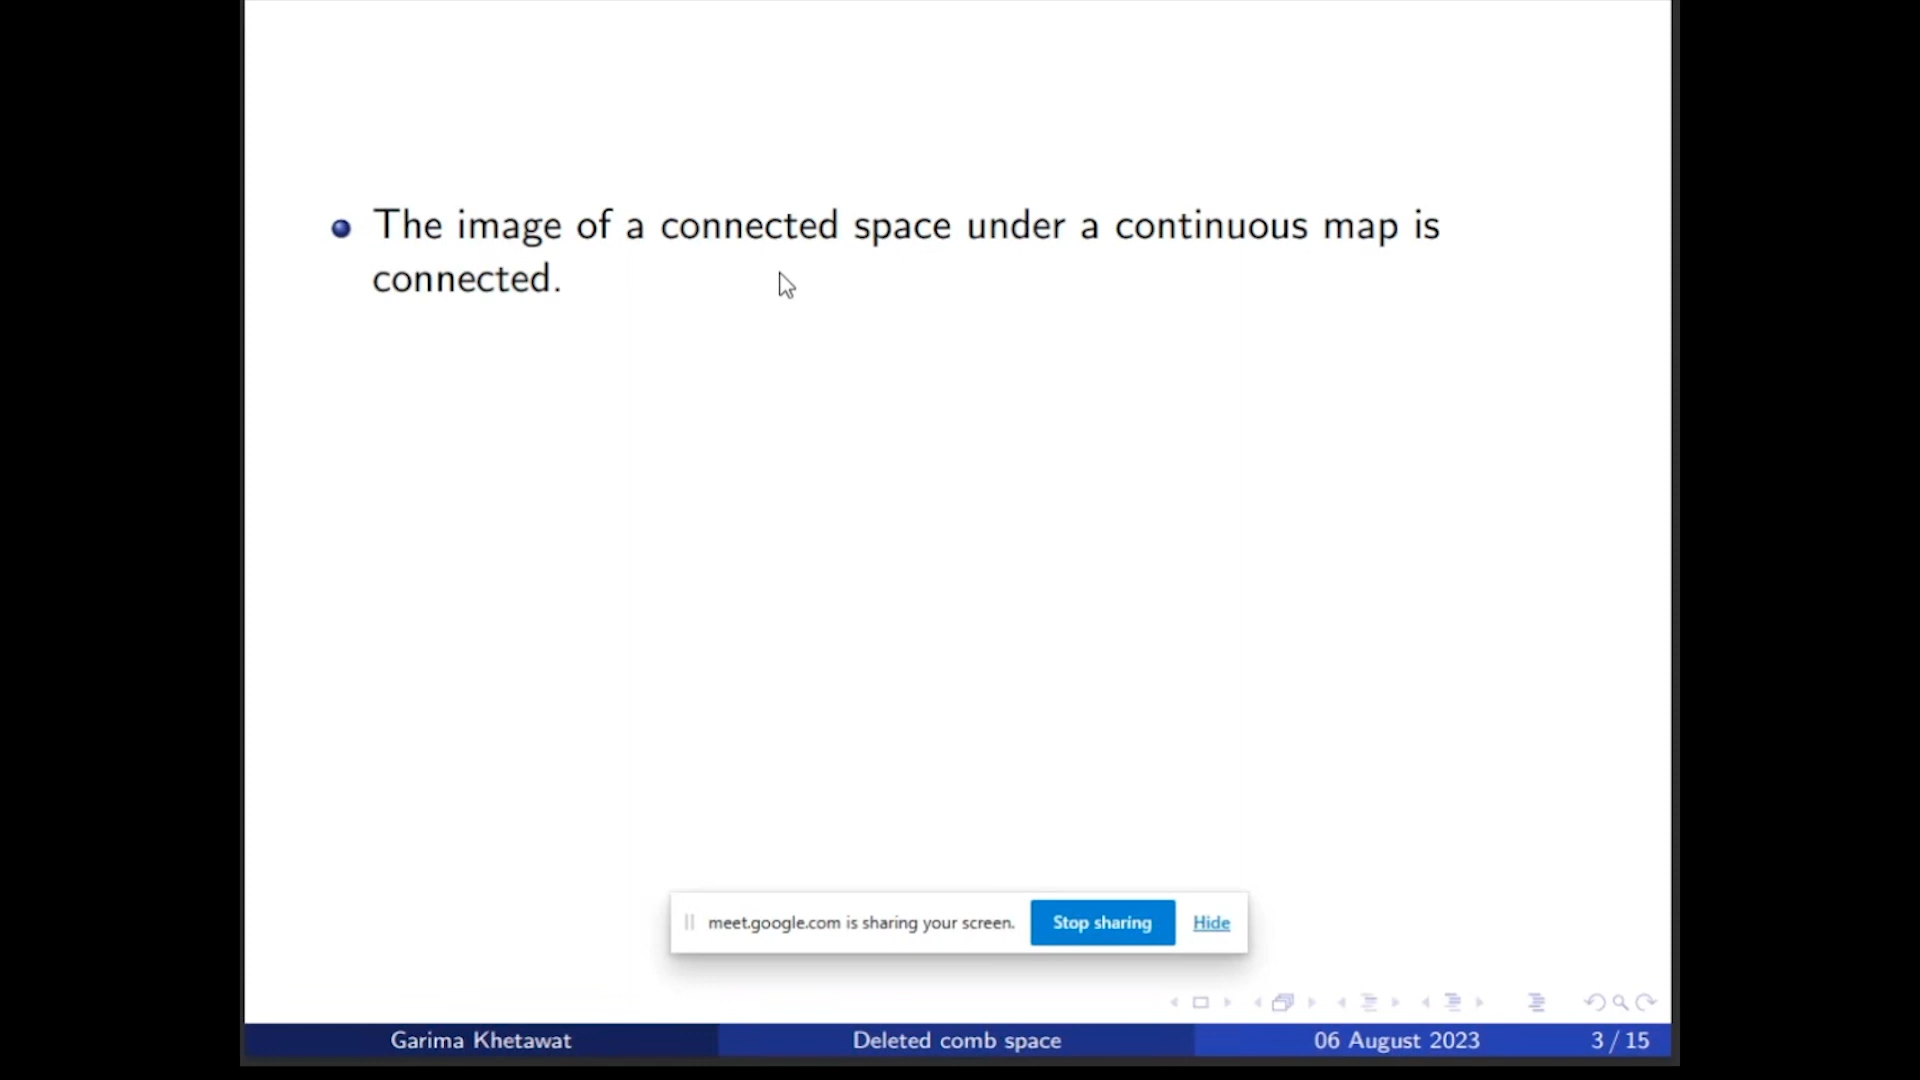 The image of a connected space under a continuous map is
connected.
meet.google.com is sharing your screen. Stop sharing Hide
Garima Khetawat Deleted comb space 06 August 2023 3 / 15